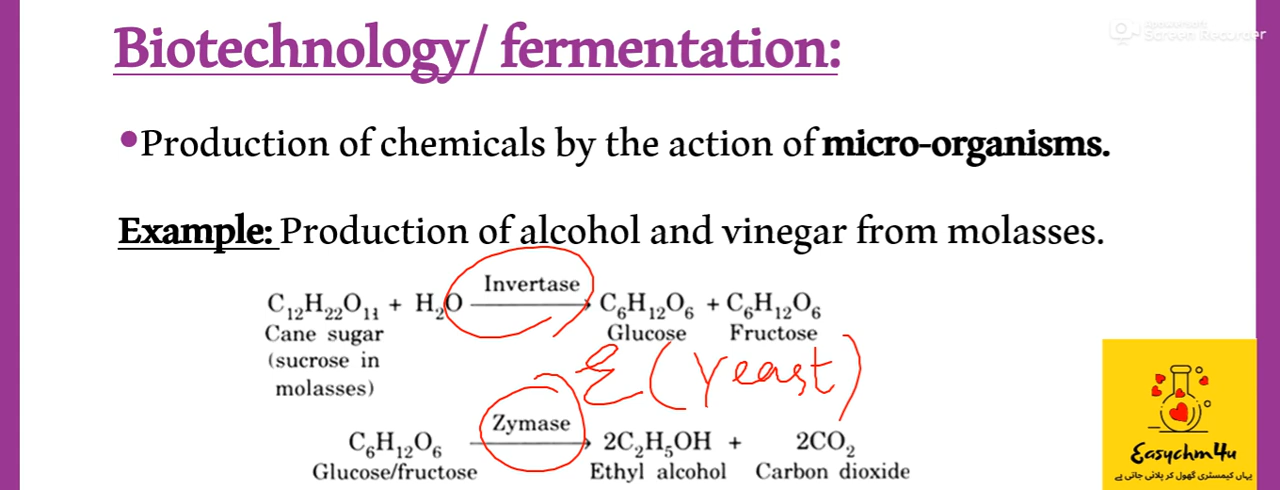 Biotechnology/ fermentation:
Screen Recorder
•Production of chemicals by the action of micro-organisms.
Example: Production of alcohol and vinegar from molasses.
C₁₂H₂₂O₁₁ + H₂O Invertase → C₆H₁₂O₆ + C₆H₁₂O₆
Cane sugar Glucose Fructose
(sucrose in
molasses)
E (Yeast)
C₆H₁₂O₆ Zymase → 2C₂H₅OH + 2CO₂
Glucose/fructose Ethyl alcohol Carbon dioxide
Easychm4u
یہاں کیمسٹری گھول کر پلائی جاتی ہے